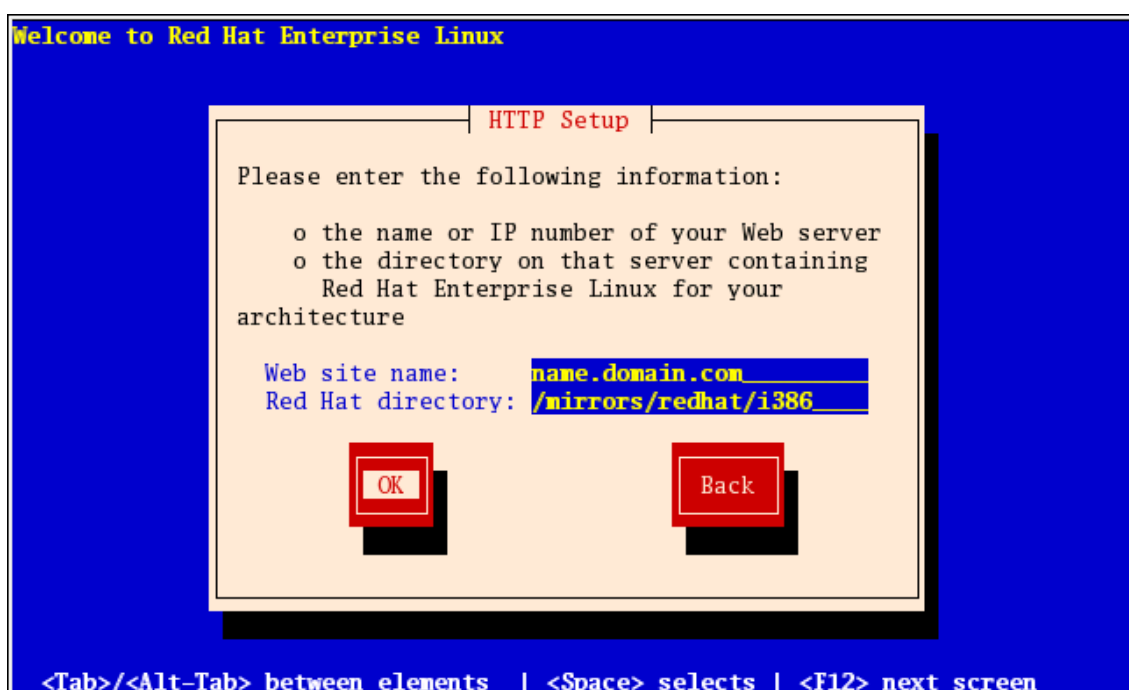 Welcome to Red Hat Enterprise Linux
HTTP Setup
Please enter the following information:
o the name or IP number of your Web server
o the directory on that server containing
Red Hat Enterprise Linux for your
architecture
Web site name: name.domain.com_________
Red Hat directory: /mirrors/redhat/i386____
OK Back
<Tab>/<Alt-Tab> between elements | <Space> selects | <F12> next screen